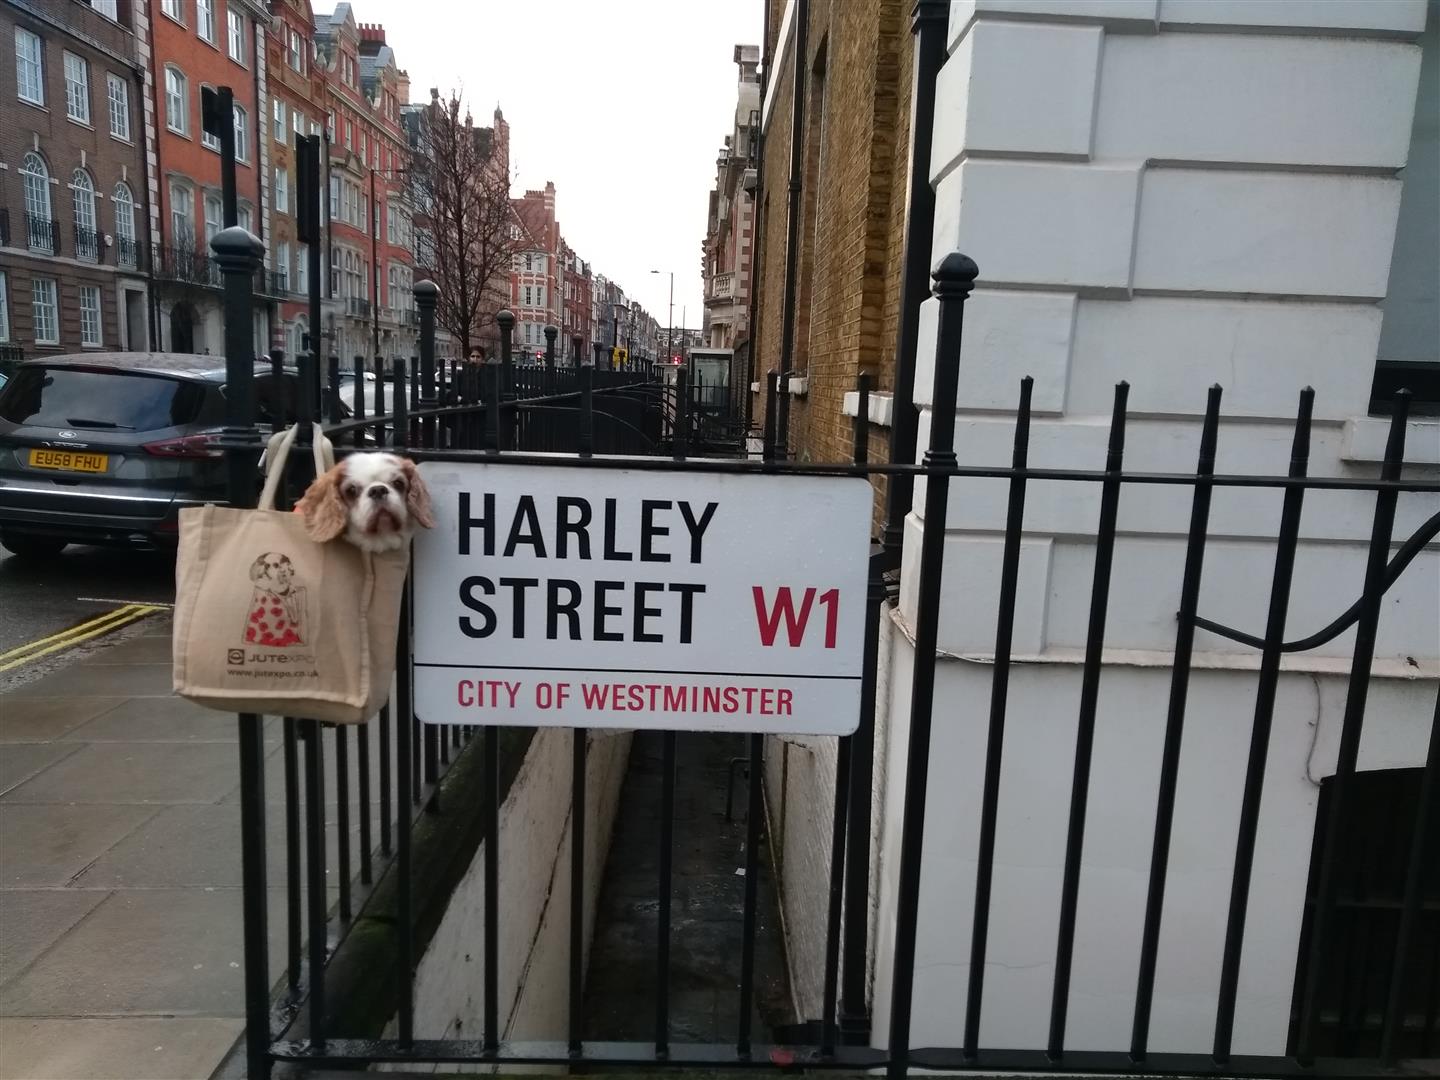 EU58 FHU
HARLEY
STREET W1
CITY OF WESTMINSTER
JUTEXPO
www.jutexpo.co.uk